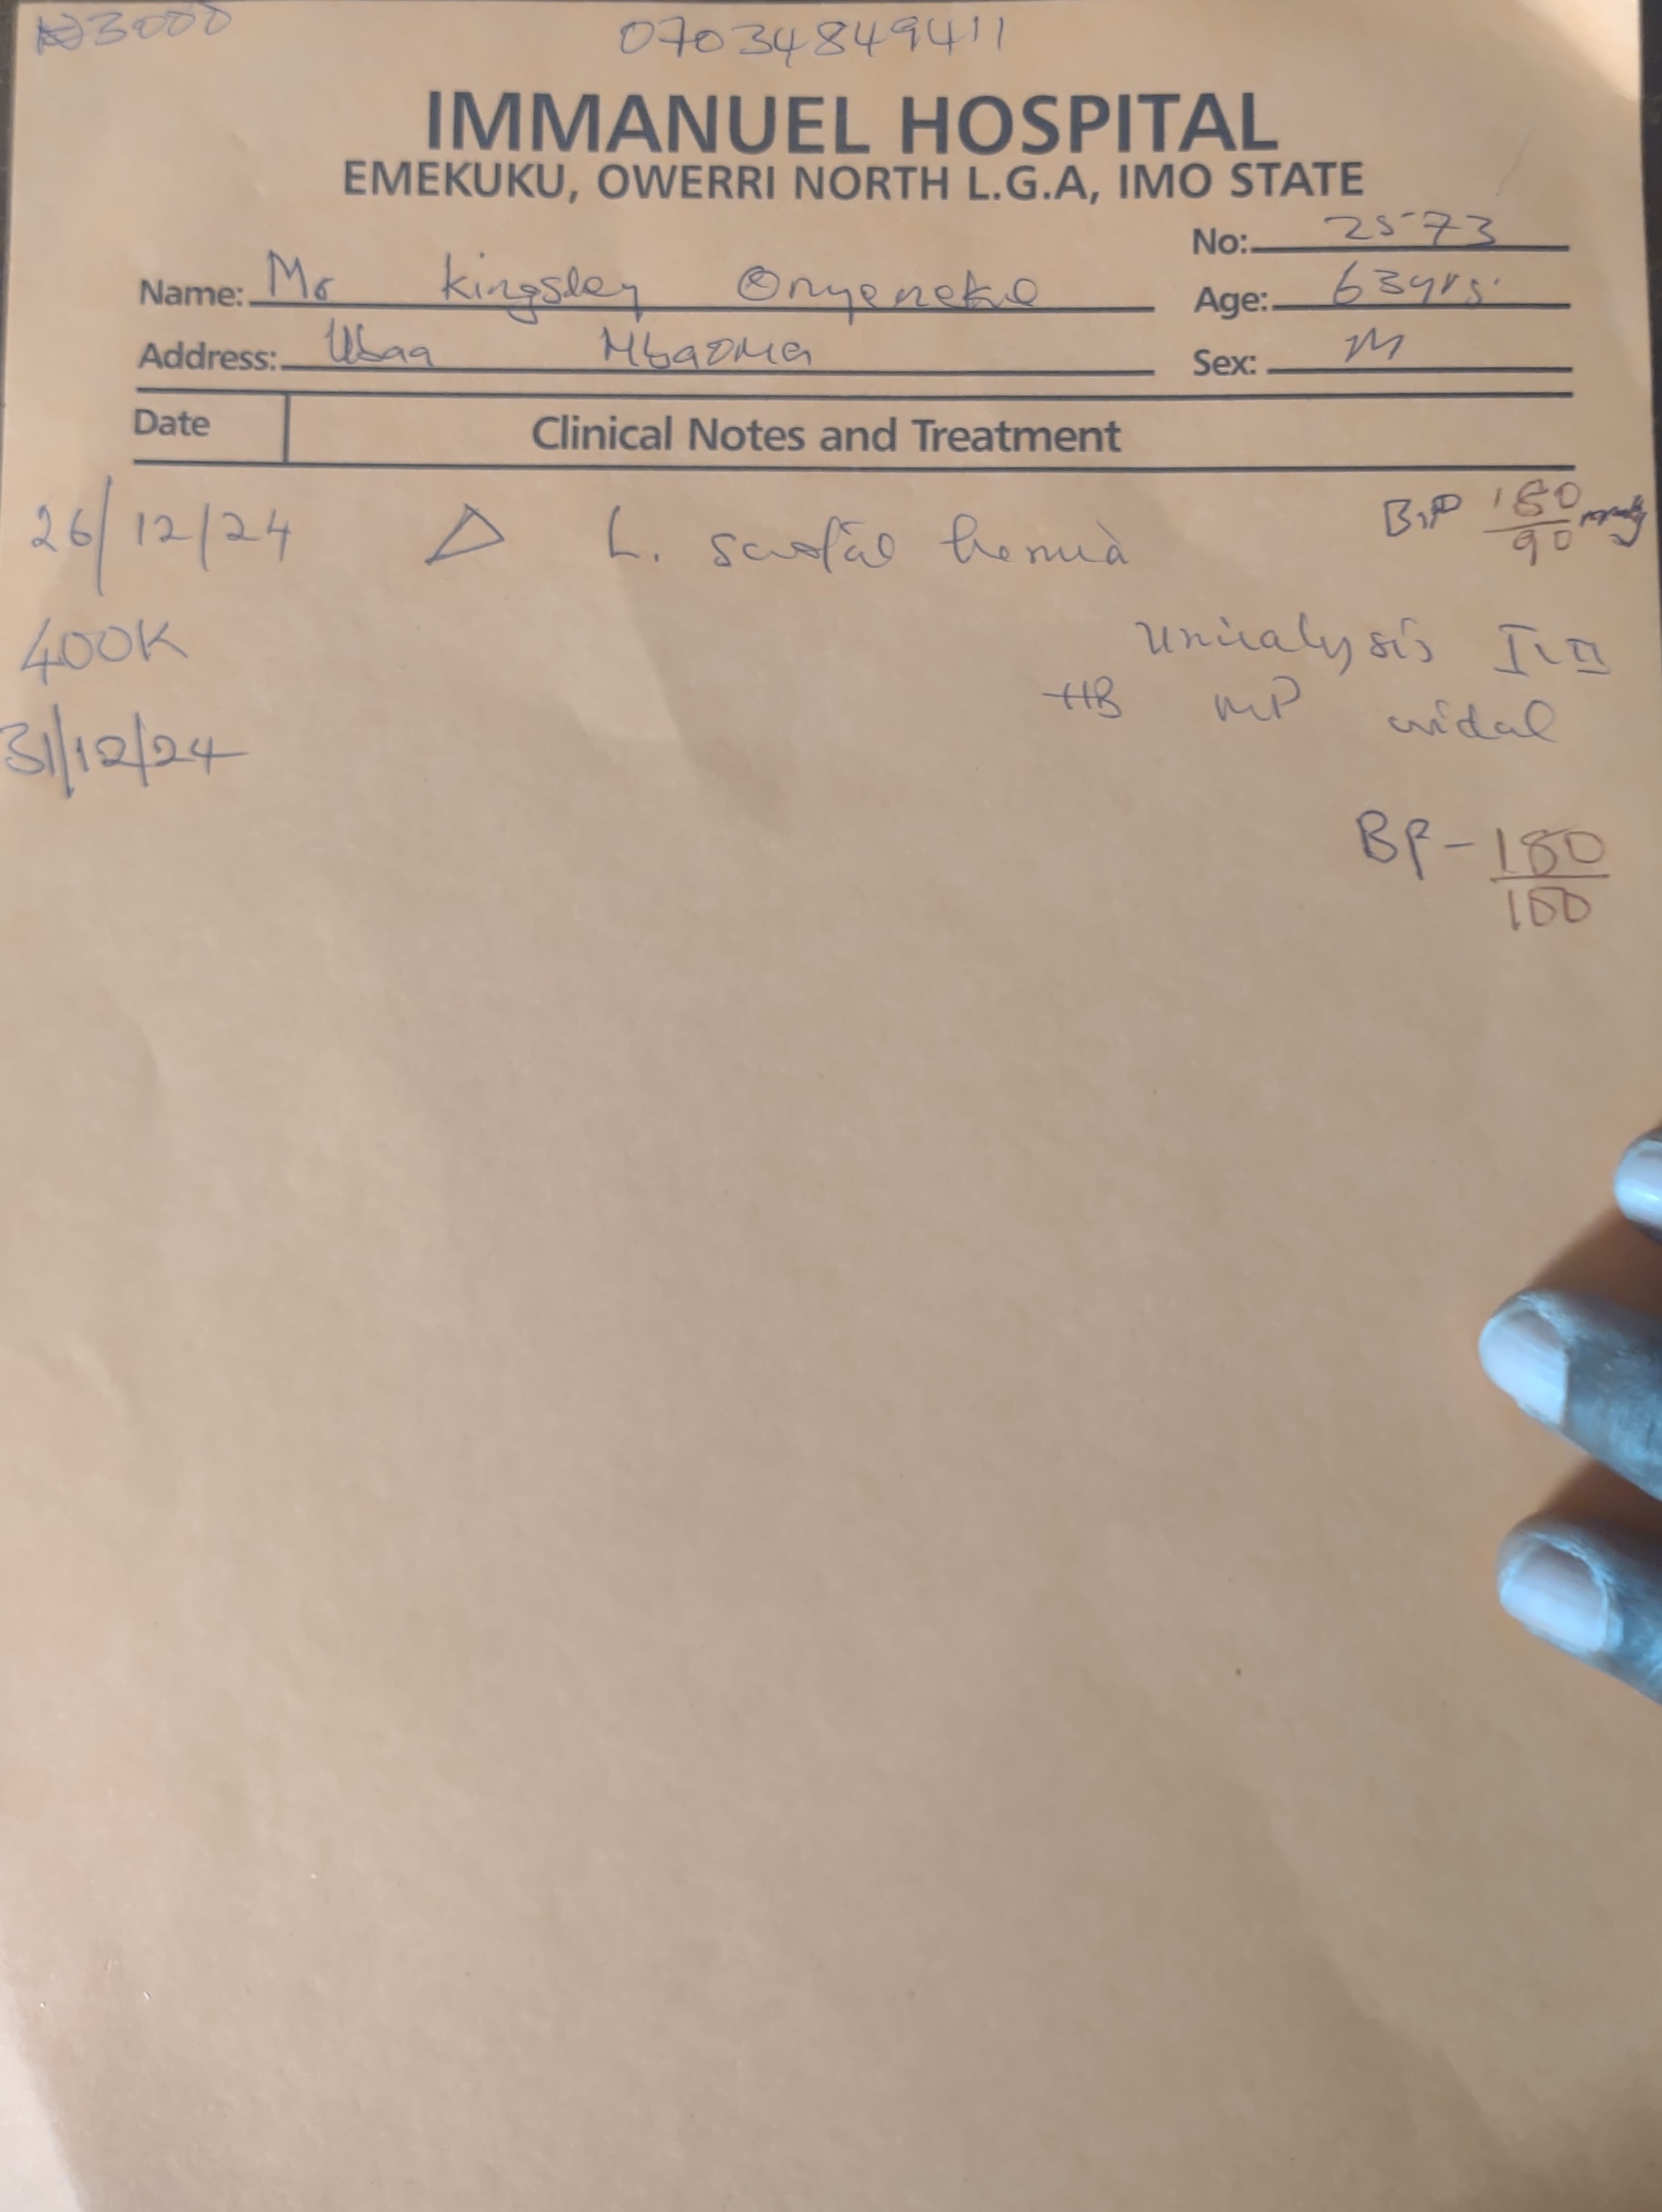 ₦3000 07034849411
IMMANUEL HOSPITAL
EMEKUKU, OWERRI NORTH L.G.A, IMO STATE
No: 2573
Name: Mr Kingsley Onyeneke
Age: 63yrs.
Address: Ubaa Mbaoma
Sex: M
Date Clinical Notes and Treatment
26/12/24 △ L. scrotal hernia B.P 180/90 mmHg
400K Urinalysis
HB MP widal
31/12/24
BP - 180/100